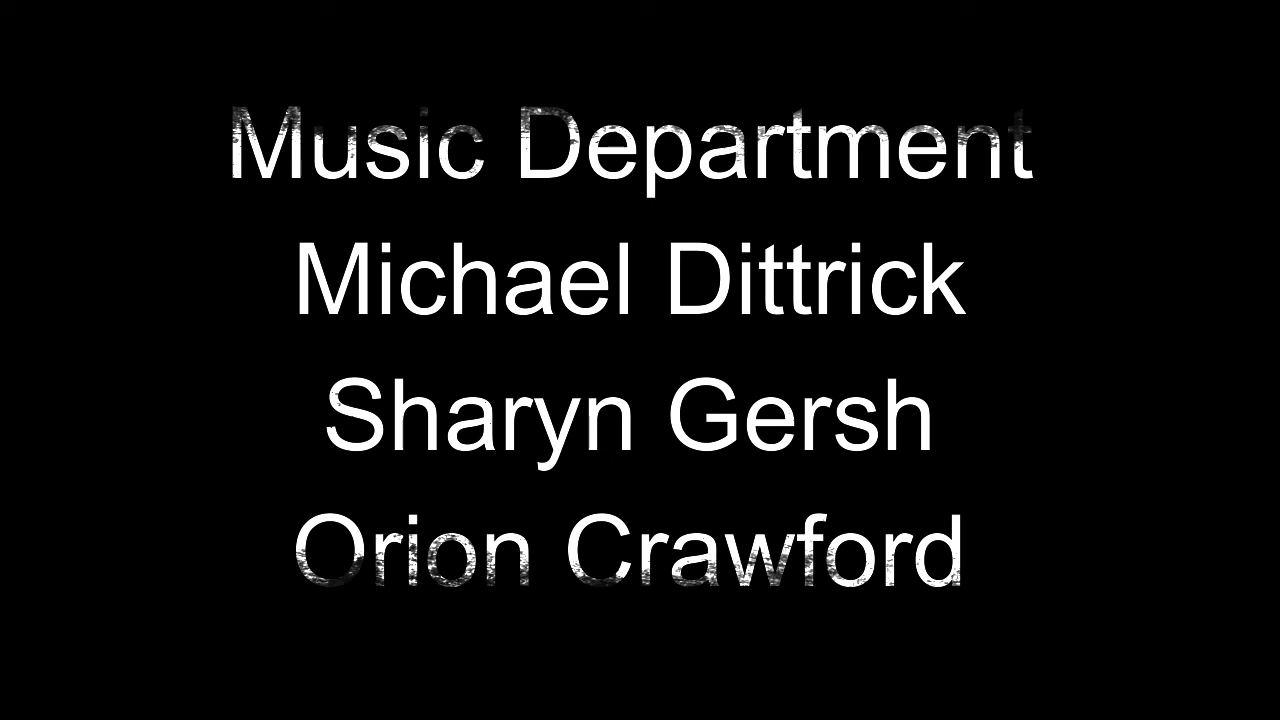 Music Department
Michael Dittrick
Sharyn Gersh
Orion Crawford